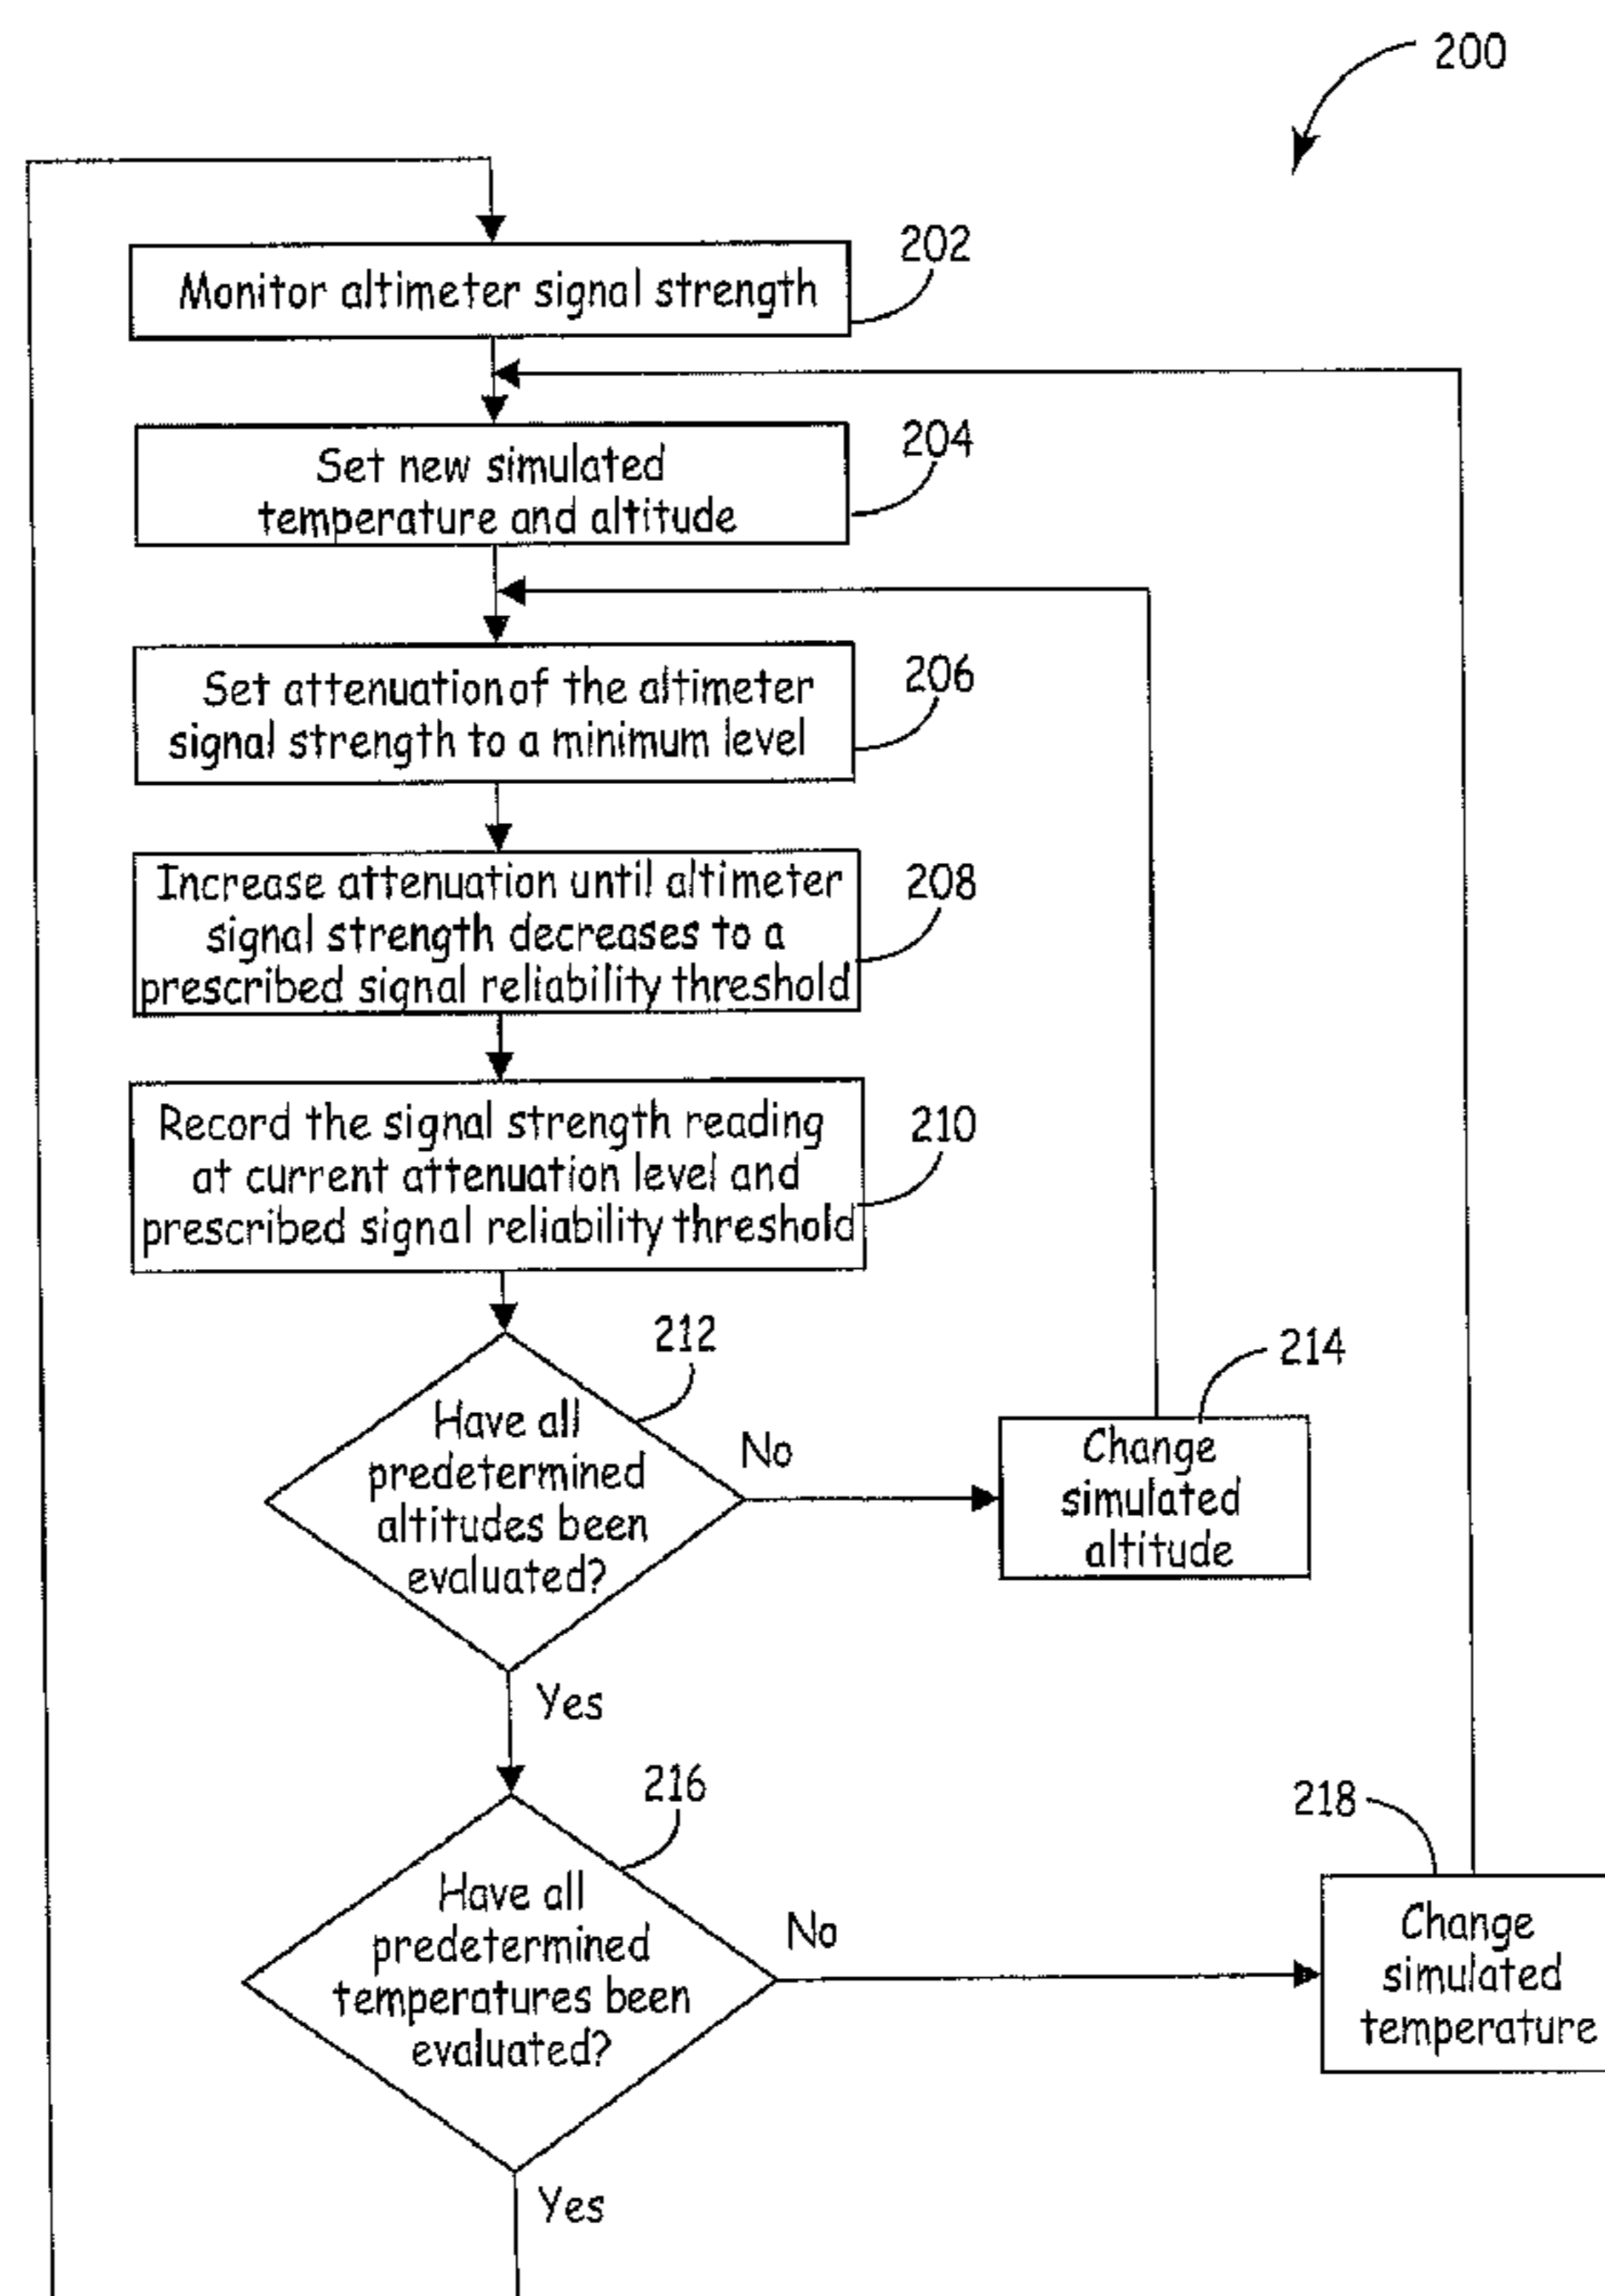 200
202
Monitor altimeter signal strength
204
Set new simulated
temperature and altitude
206
Set attenuation of the altimeter
signal strength to a minimum level
208
Increase attenuation until altimeter
signal strength decreases to a
prescribed signal reliability threshold
210
Record the signal strength reading
at current attenuation level and
prescribed signal reliability threshold
212
Have all
predetermined
altitudes been
evaluated?
No
214
Change
simulated
altitude
Yes
216
Have all
predetermined
temperatures been
evaluated?
No
218
Change
simulated
temperature
Yes